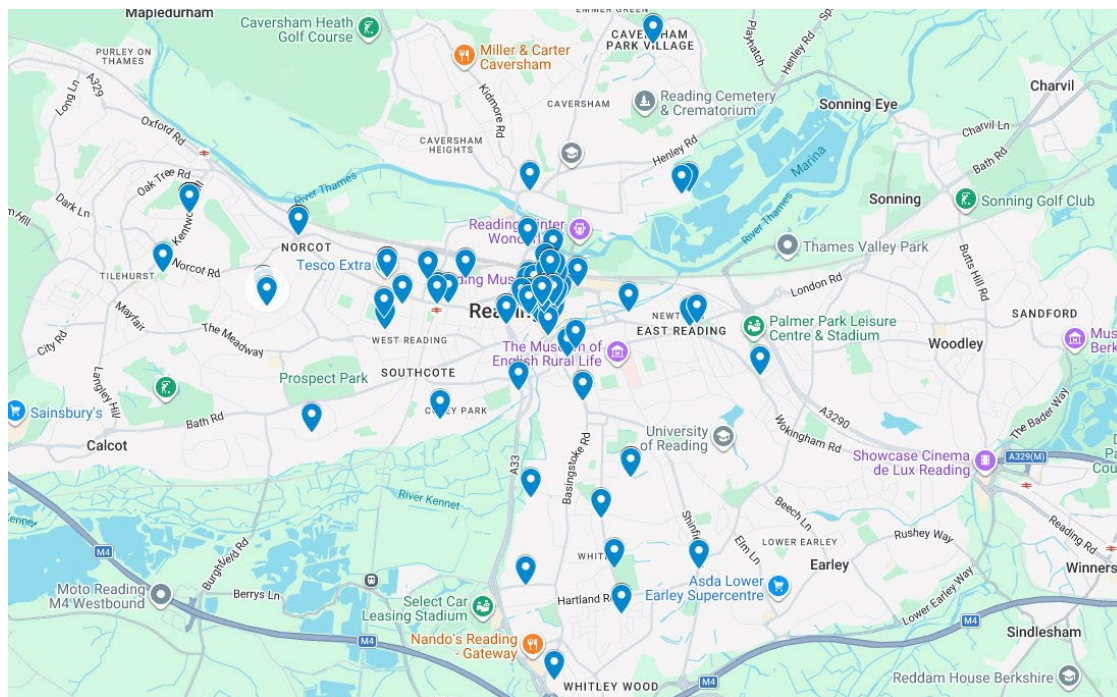 Mapledurham
Caversham Heath
Golf Course
EMMER GREEN
CAVERSHAM
PARK VILLAGE
Playhatch
Henley Rd
PURLEY ON
THAMES
A329
Long Ln
Miller & Carter
Caversham
Kidmore Rd
Reading Cemetery
& Crematorium
CAVERSHAM
Sonning Eye
Charvil
Charvil Ln
Bath Rd
Oxford Rd
CAVERSHAM
HEIGHTS
Henley Rd
Marina
Oak Tree Rd
River Thames
River Thames
Sonning
Sonning Golf Club
Dark Ln
Kentwood
NORCOT
Thames Valley Park
Butts Hill Rd
TILEHURST
Norcot Rd
Tesco Extra
London Rd
Mayfair
The Meadway
EAST READING
SANDFORD
City Rd
WEST READING
The Museum of
English Rural Life
Palmer Park Leisure
Centre & Stadium
Woodley
Langley Hill
Prospect Park
SOUTHCOTE
The Bader Way
Sainsbury's
Bath Rd
Calcot
A33
Basingstoke Rd
University
of Reading
Wokingham Rd
A3290
Showcase Cinema
de Lux Reading
A329(M)
River Kennet
Beech Ln
Reading Rd
M4
Burghfield Rd
Elm Ln
LOWER EARLEY
Rushey Way
Moto Reading
M4 Westbound
Berrys Ln
Select Car
Leasing Stadium
Asda Lower
Earley Supercentre
Earley
Winners
Lower Earley Way
M4
Nando's Reading
- Gateway
Sindlesham
WHITLEY WOOD
M4
Reddam House Berkshire